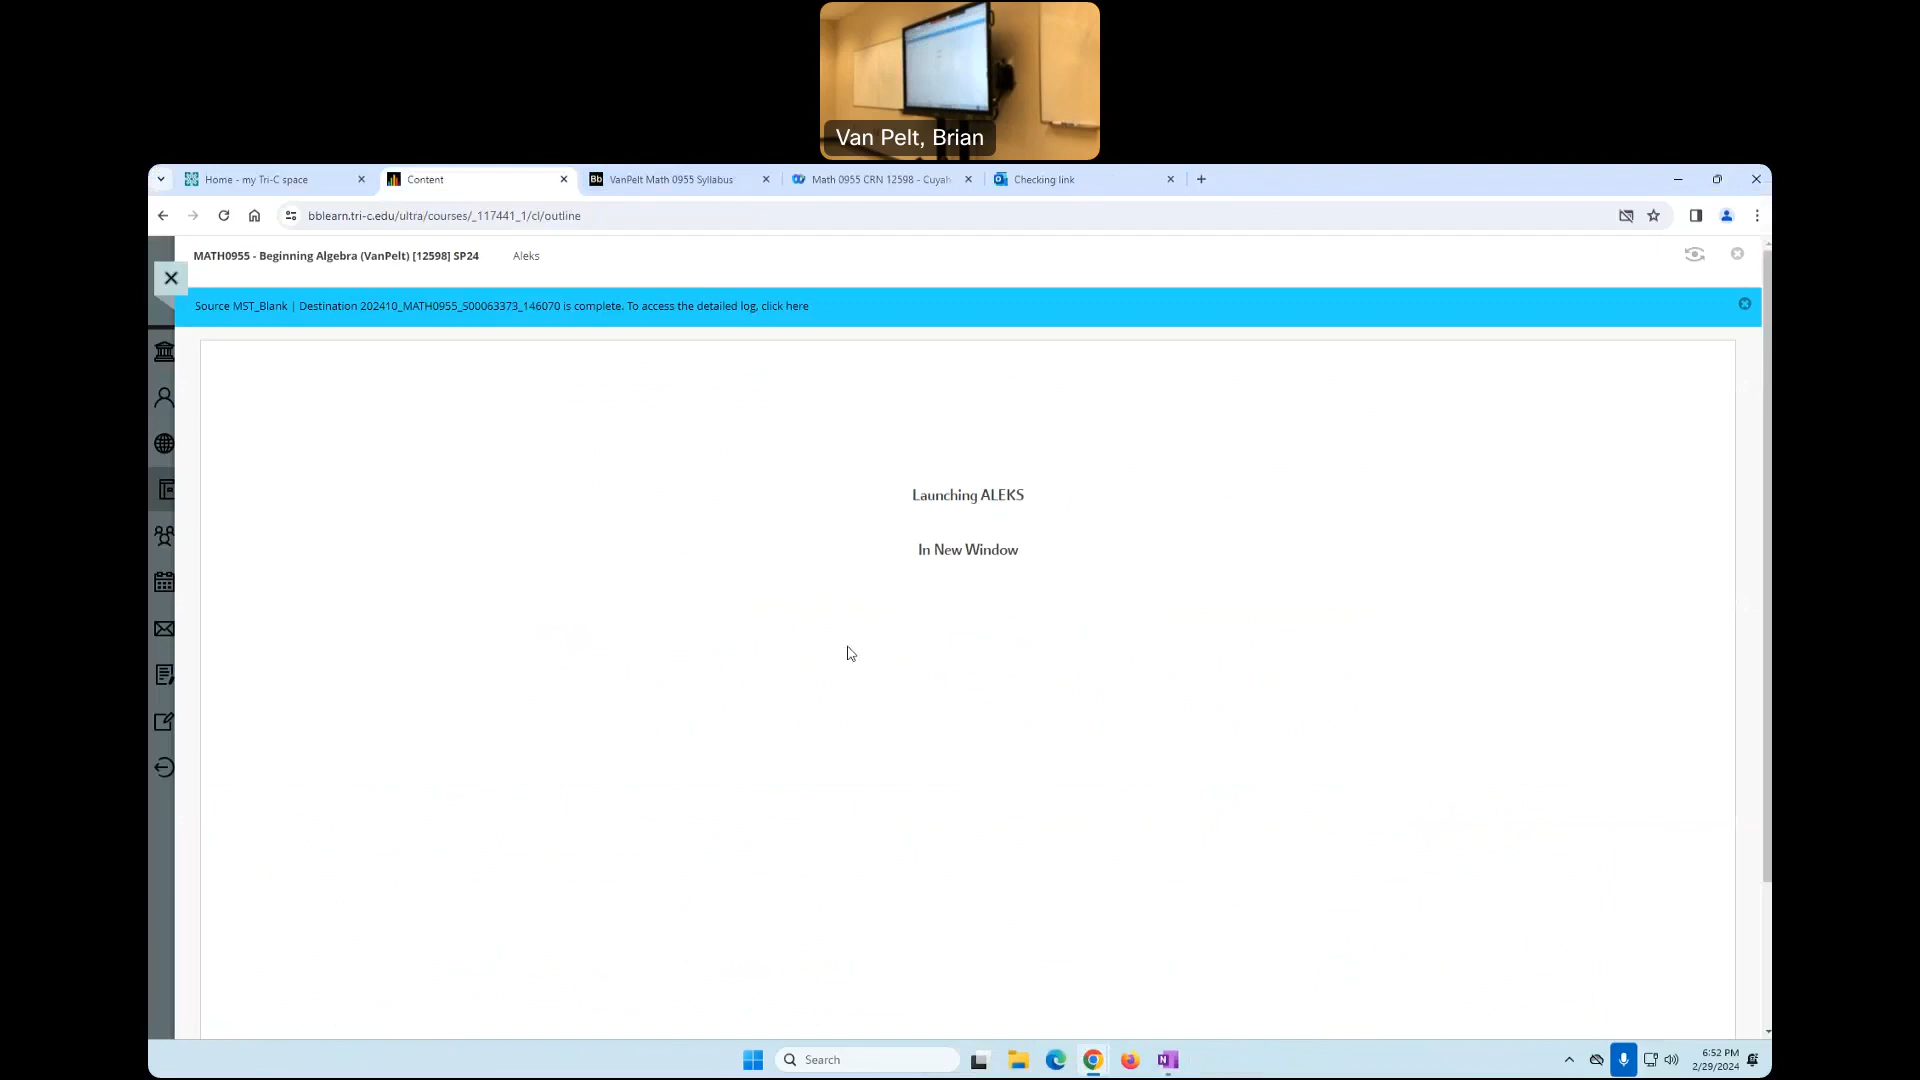 Van Pelt, Brian
Home - my Tri-C space
Content
Bb VanPelt Math 0955 Syllabus
Math 0955 CRN 12598 - Cuyah
Checking link
bblearn.tri-c.edu/ultra/courses/_117441_1/cl/outline
MATH0955 - Beginning Algebra (VanPelt) [12598] SP24 Aleks
Source MST_Blank | Destination 202410_MATH0955_S00063373_146070 is complete. To access the detailed log, click here
Launching ALEKS
In New Window
Search
6:52 PM
2/29/2024